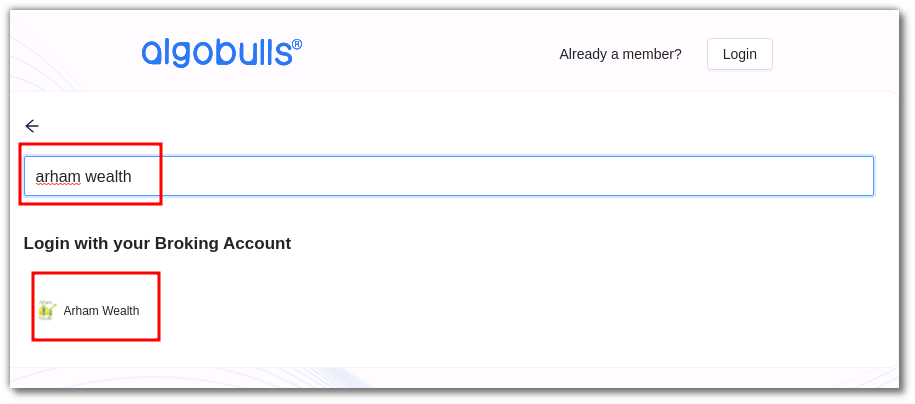 algobulls®
Already a member?
Login
arham wealth
Login with your Broking Account
Arham Wealth